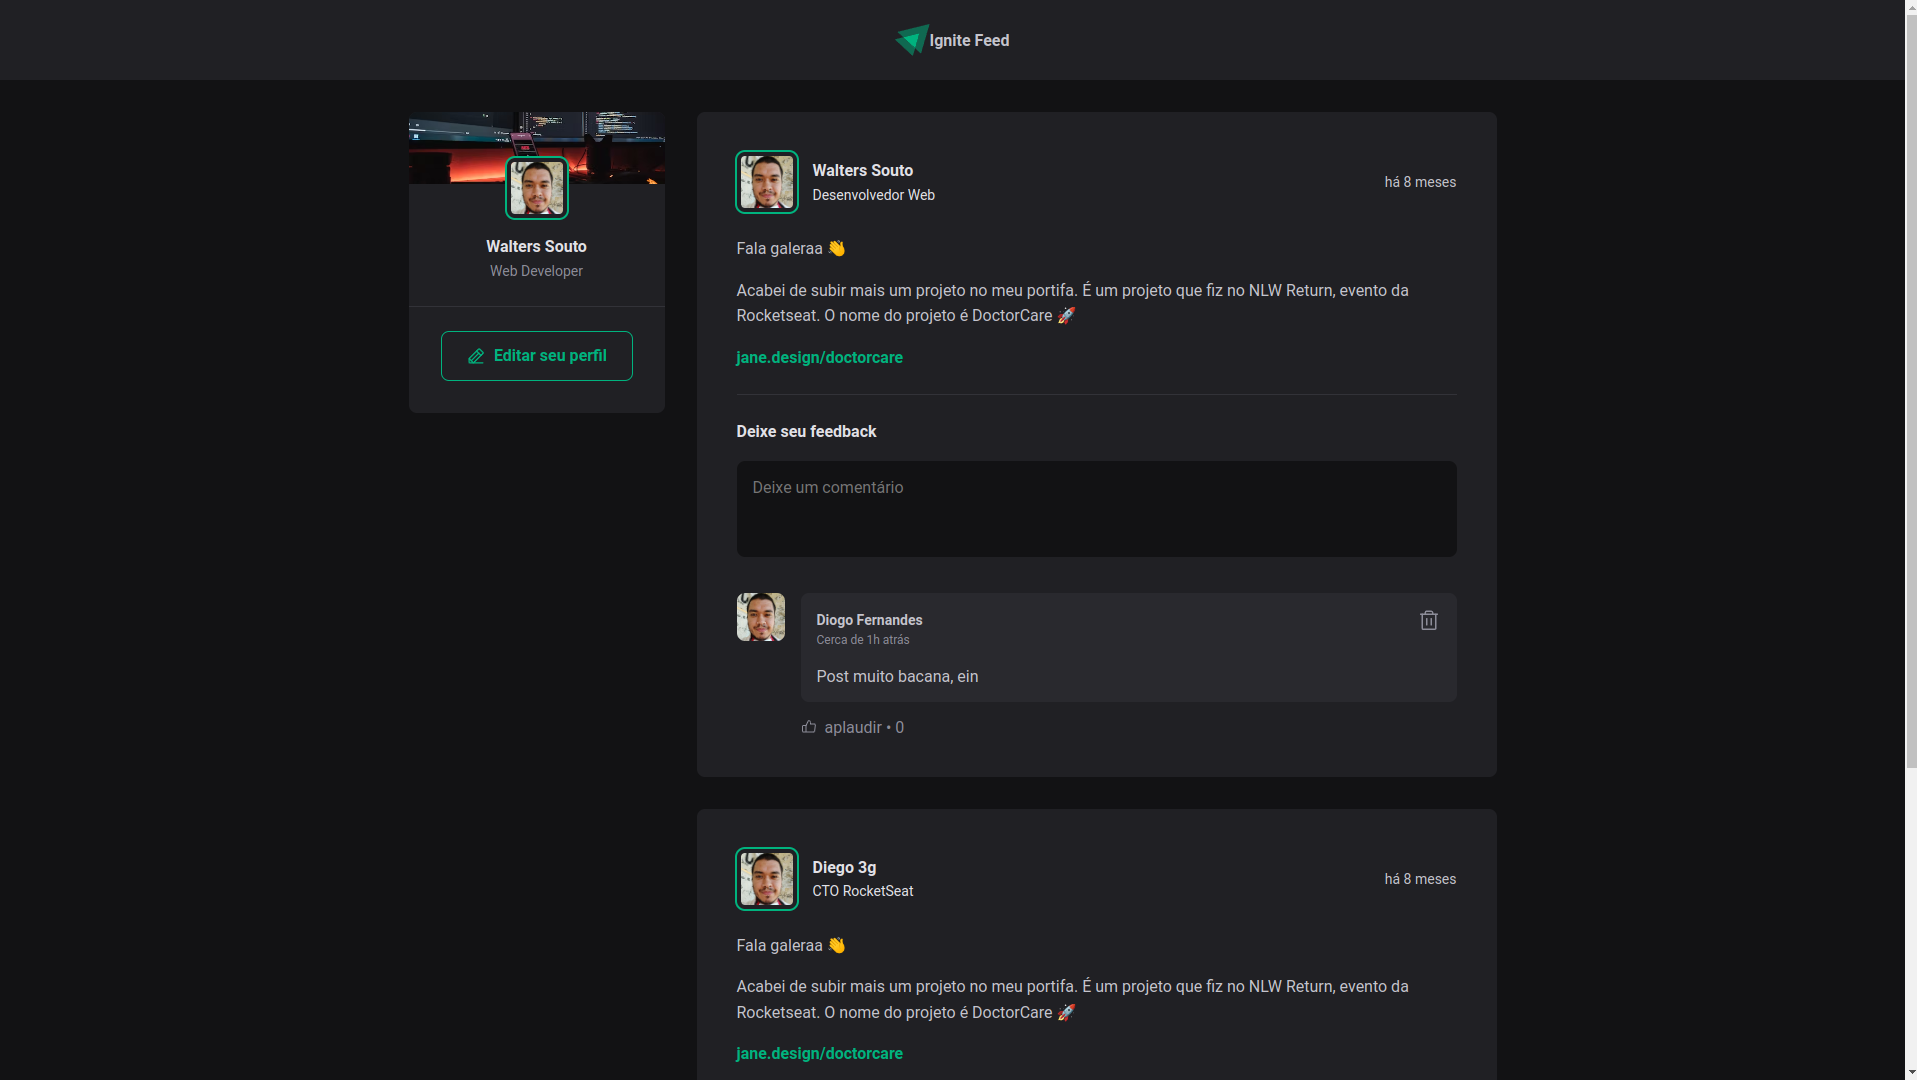 Ignite Feed
Walters Souto
Web Developer
Editar seu perfil
Walters Souto
Desenvolvedor Web
há 8 meses
Fala galeraa 👋
Acabei de subir mais um projeto no meu portifa. É um projeto que fiz no NLW Return, evento da
Rocketseat. O nome do projeto é DoctorCare 🚀
jane.design/doctorcare
Deixe seu feedback
Deixe um comentário
Diogo Fernandes
Cerca de 1h atrás
Post muito bacana, ein
aplaudir • 0
Diego 3g
CTO RocketSeat
há 8 meses
Fala galeraa 👋
Acabei de subir mais um projeto no meu portifa. É um projeto que fiz no NLW Return, evento da
Rocketseat. O nome do projeto é DoctorCare 🚀
jane.design/doctorcare